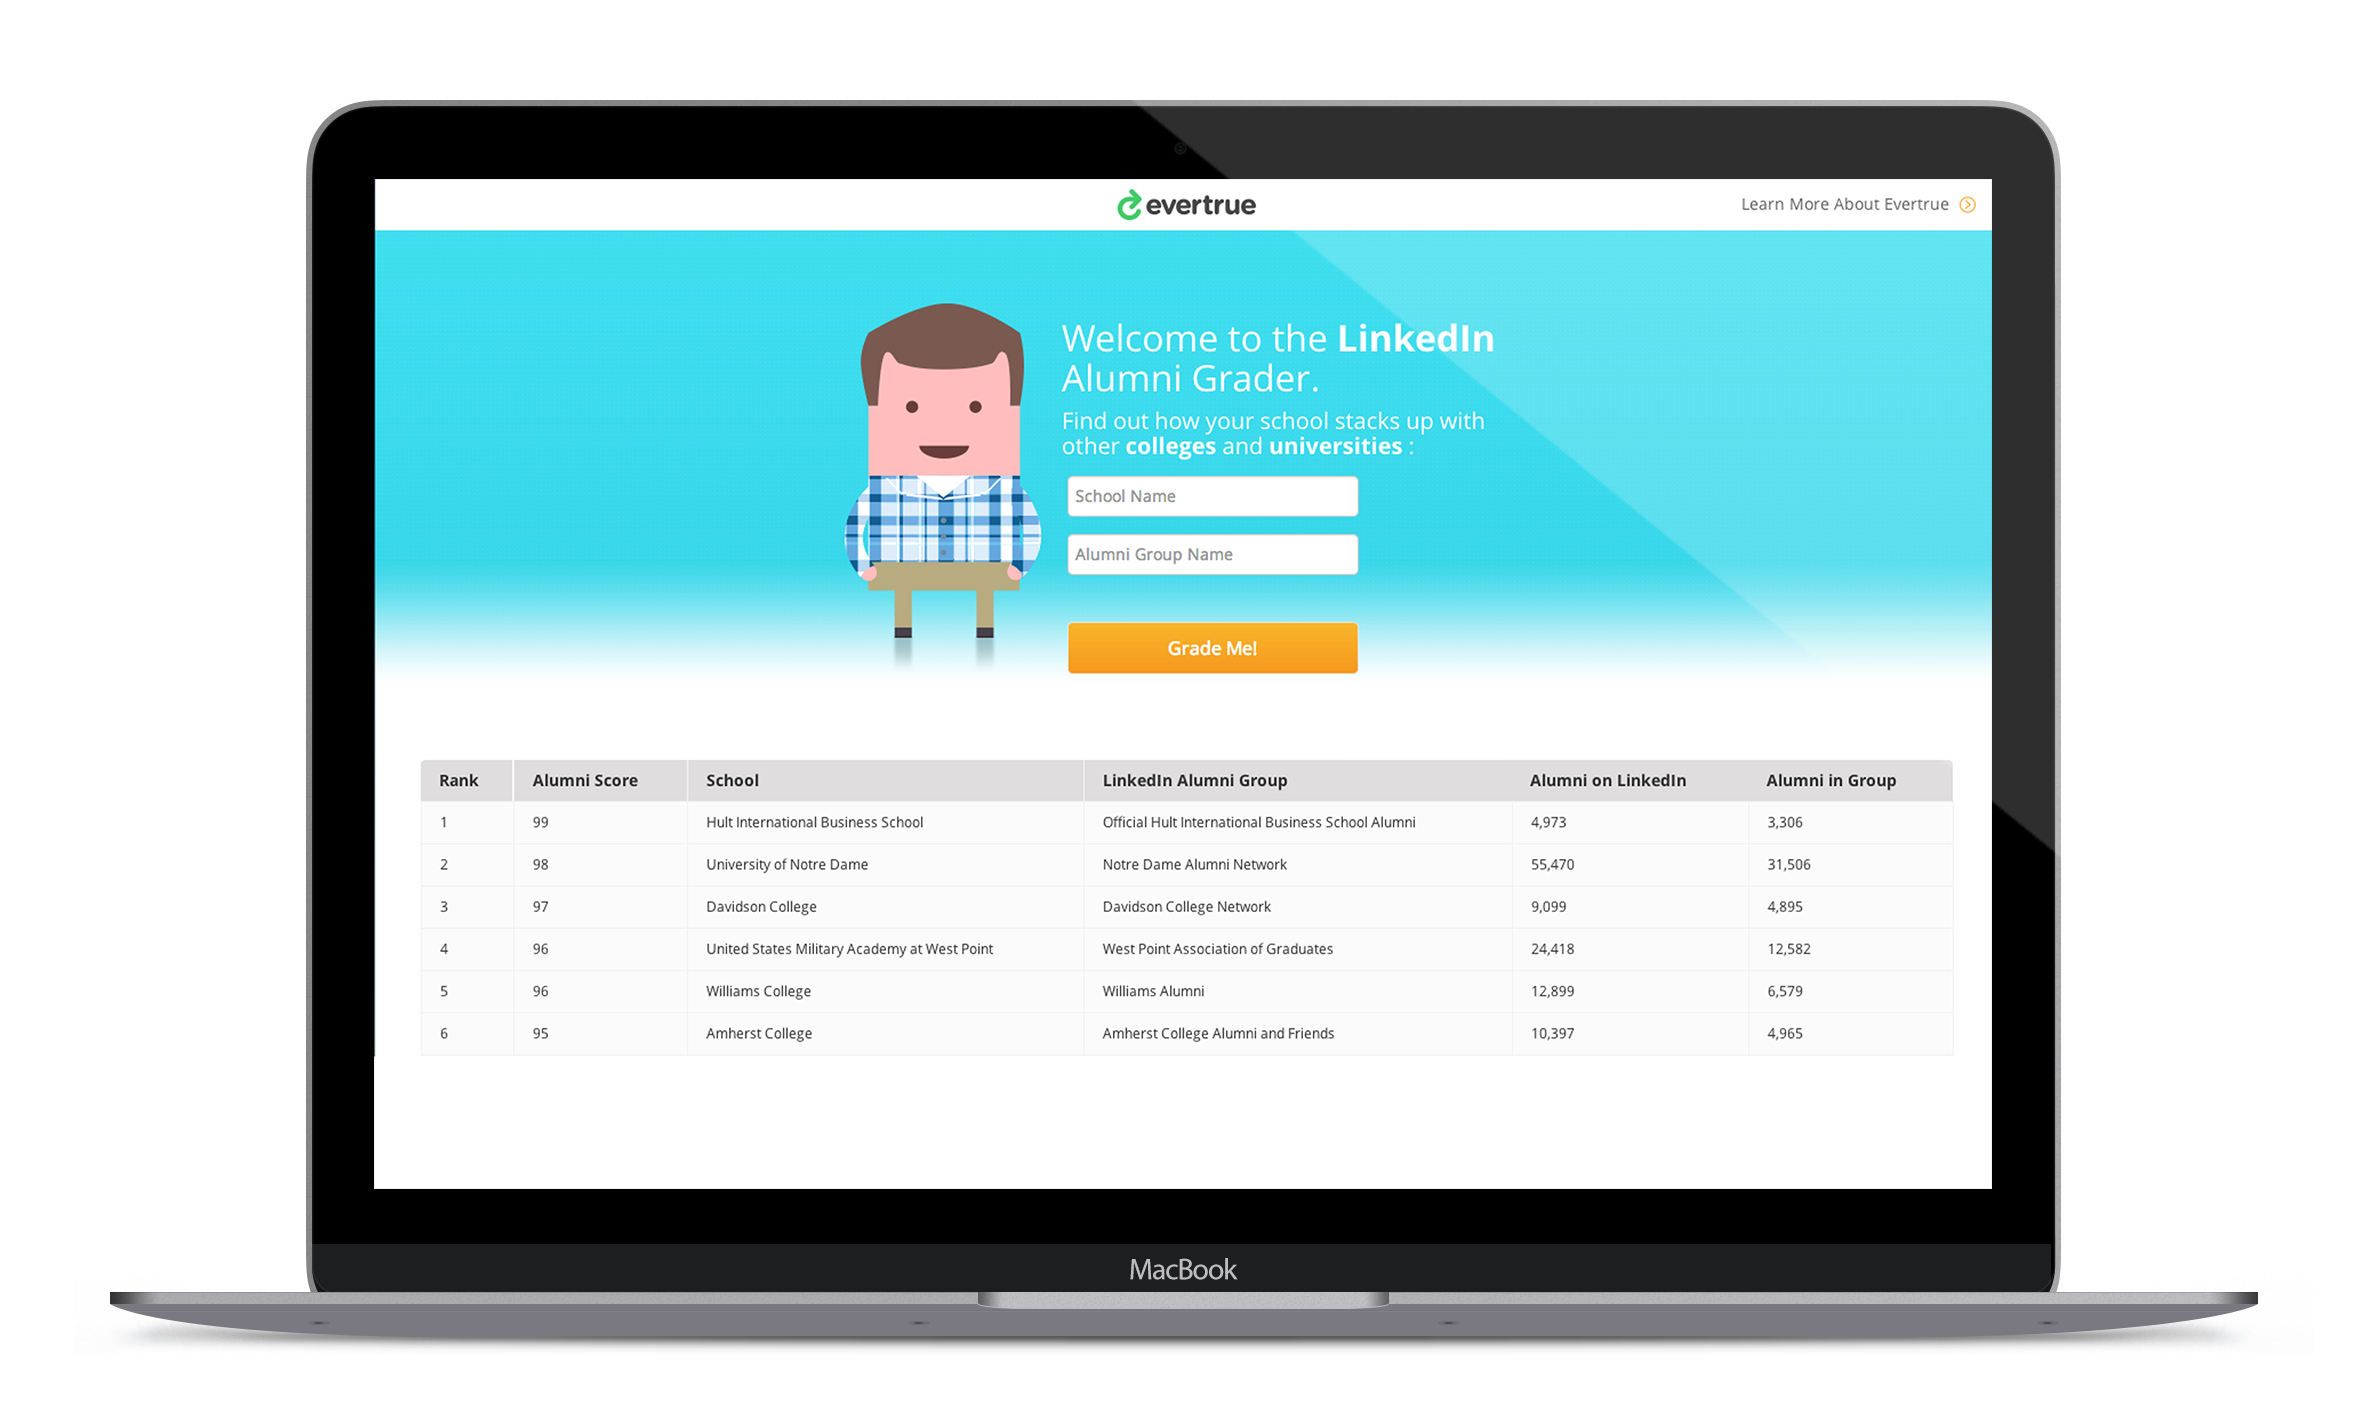 evertrue
Learn More About Evertrue
Welcome to the LinkedIn
Alumni Grader.
Find out how your school stacks up with
other colleges and universities :
School Name
Alumni Group Name
Grade Me!
Rank Alumni Score School LinkedIn Alumni Group Alumni on LinkedIn Alumni in Group
1 99 Hult International Business School Official Hult International Business School Alumni 4,973 3,306
2 98 University of Notre Dame Notre Dame Alumni Network 55,470 31,506
3 97 Davidson College Davidson College Network 9,099 4,895
4 96 United States Military Academy at West Point West Point Association of Graduates 24,418 12,582
5 96 Williams College Williams Alumni 12,899 6,579
6 95 Amherst College Amherst College Alumni and Friends 10,397 4,965
MacBook